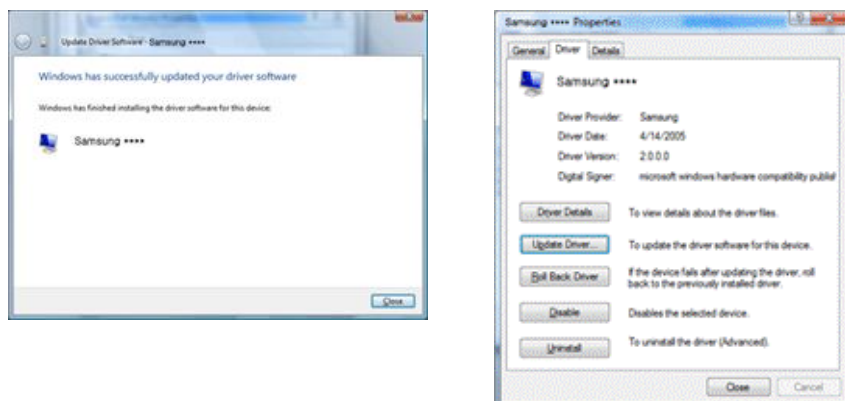 Update Driver Software - Samsung ****
Windows has successfully updated your driver software
Windows has finished installing the driver software for this device:
Samsung ****
Close
Samsung **** Properties
General Driver Details
Samsung ****
Driver Provider: Samsung
Driver Date: 4/14/2005
Driver Version: 2.0.0.0
Digital Signer: microsoft windows hardware compatibility publisl
Driver Details To view details about the driver files.
Update Driver... To update the driver software for this device.
Roll Back Driver If the device fails after updating the driver, roll
back to the previously installed driver.
Disable Disables the selected device.
Uninstall To uninstall the driver (Advanced).
Close Cancel